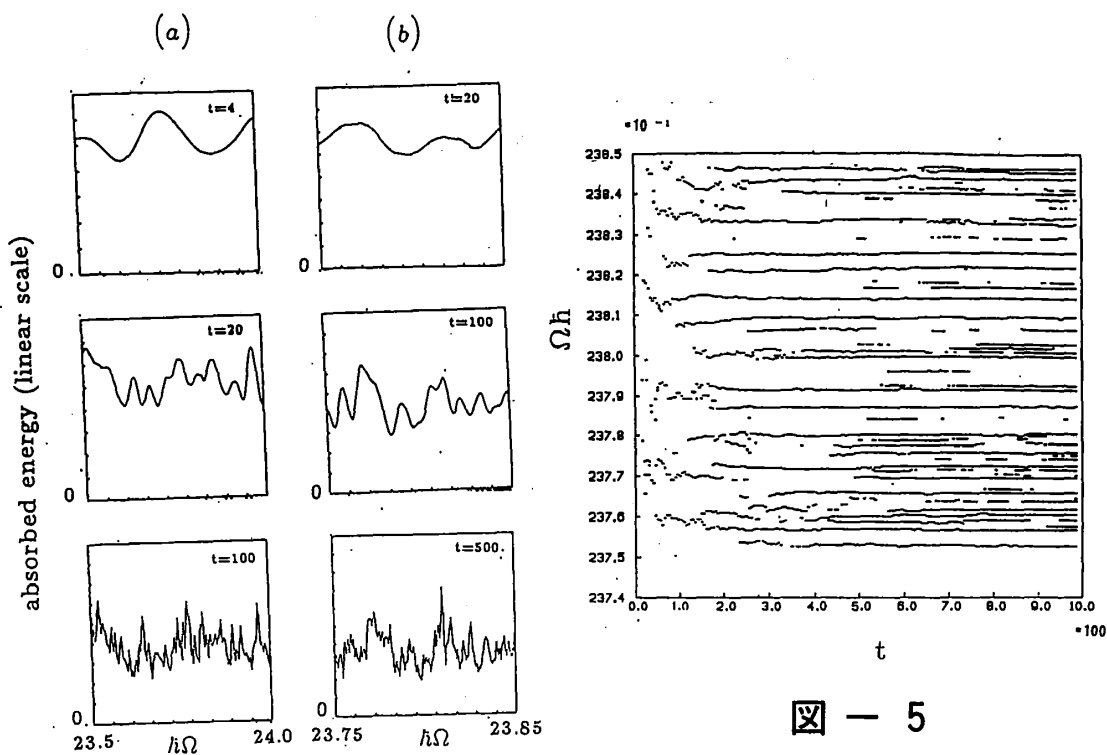 (a)
(b)
absorbed energy (linear scale)
t=4
0.
t=20
0
t=100
0.
23.5
ħΩ
24.0
t=20
0.
t=100
0
t=500.
0
23.75
ħΩ
23.85
*10 -1
Ωħ
238.5
238.4
238.3
238.2
238.1
238.0
237.9
237.8
237.7
237.6
237.5
237.4
0.0 1.0 2.0 3.0 4.0 5.0 6.0 7.0 8.0 9.0 10.0
*100
t
図 — 5